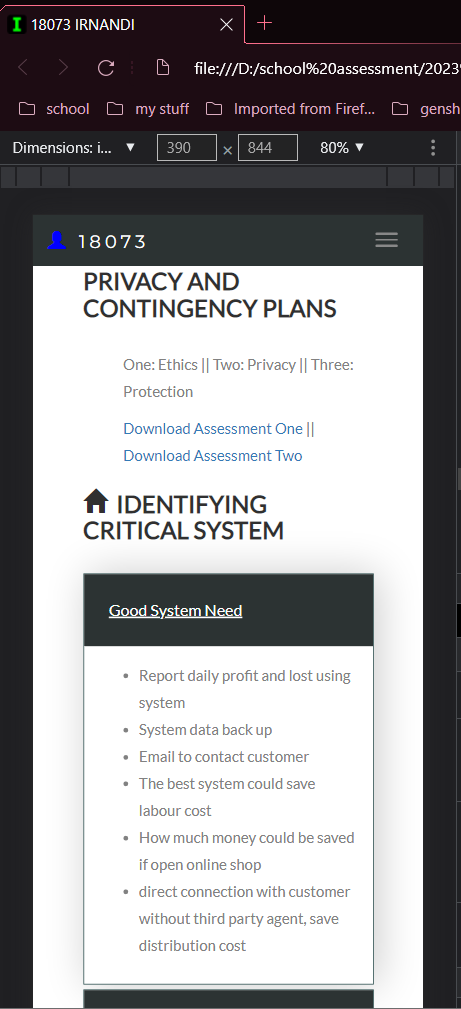 18073 IRNANDI
file:///D:/school%20assessment/2023
school
my stuff
Imported from Firef...
gensh
Dimensions: i...
390
×
844
80%
18073
PRIVACY AND
CONTINGENCY PLANS
One: Ethics || Two: Privacy || Three:
Protection
Download Assessment One ||
Download Assessment Two
IDENTIFYING
CRITICAL SYSTEM
Good System Need
• Report daily profit and lost using
system
• System data back up
• Email to contact customer
• The best system could save
labour cost
• How much money could be saved
if open online shop
• direct connection with customer
without third party agent, save
distribution cost